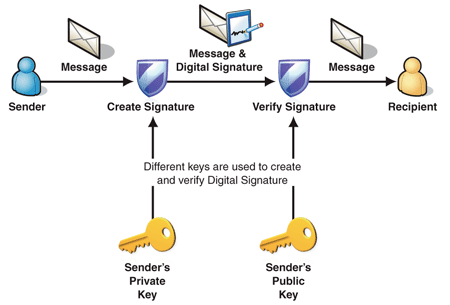 Message
Message &
Digital Signature
Message
Sender
Create Signature
Verify Signature
Recipient
Different keys are used to create
and verify Digital Signature
Sender's
Private
Key
Sender's
Public
Key